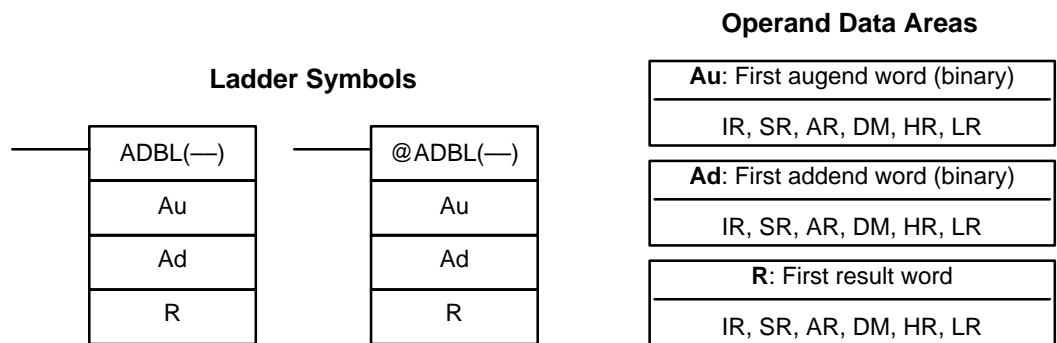 Ladder Symbols
ADBL(––)
Au
Ad
R
@ADBL(––)
Au
Ad
R
Operand Data Areas
Au: First augend word (binary)
IR, SR, AR, DM, HR, LR
Ad: First addend word (binary)
IR, SR, AR, DM, HR, LR
R: First result word
IR, SR, AR, DM, HR, LR